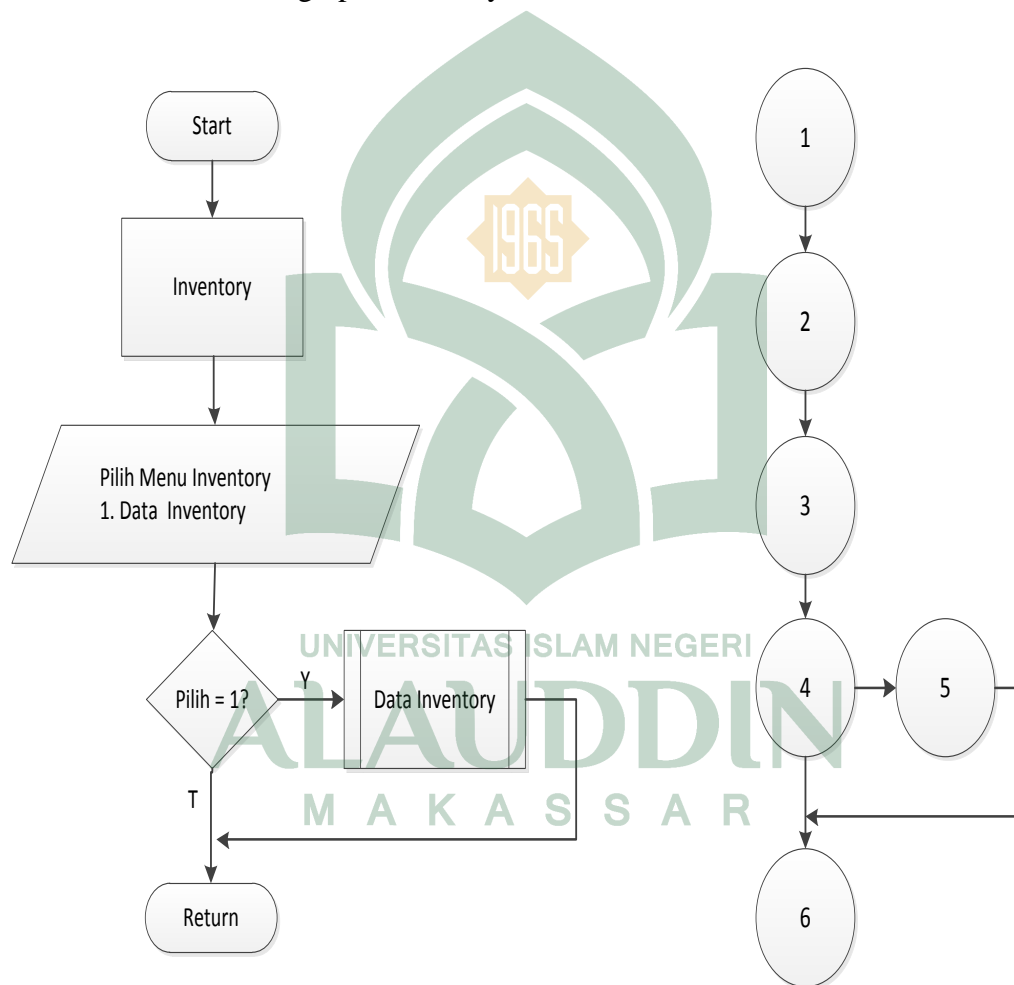 Start
Inventory
Pilih Menu Inventory
1. Data Inventory
Pilih = 1?
Y
Data Inventory
T
Return
1
2
3
4
5
6
1965
UNIVERSITAS ISLAM NEGERI
ALAUDDIN
MAKASSAR